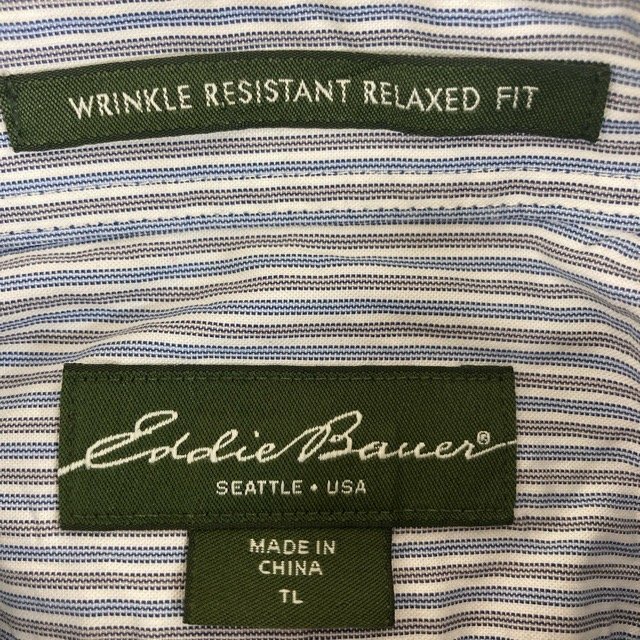 WRINKLE RESISTANT RELAXED FIT
Eddie Bauer®
SEATTLE • USA
MADE IN
CHINA
TL